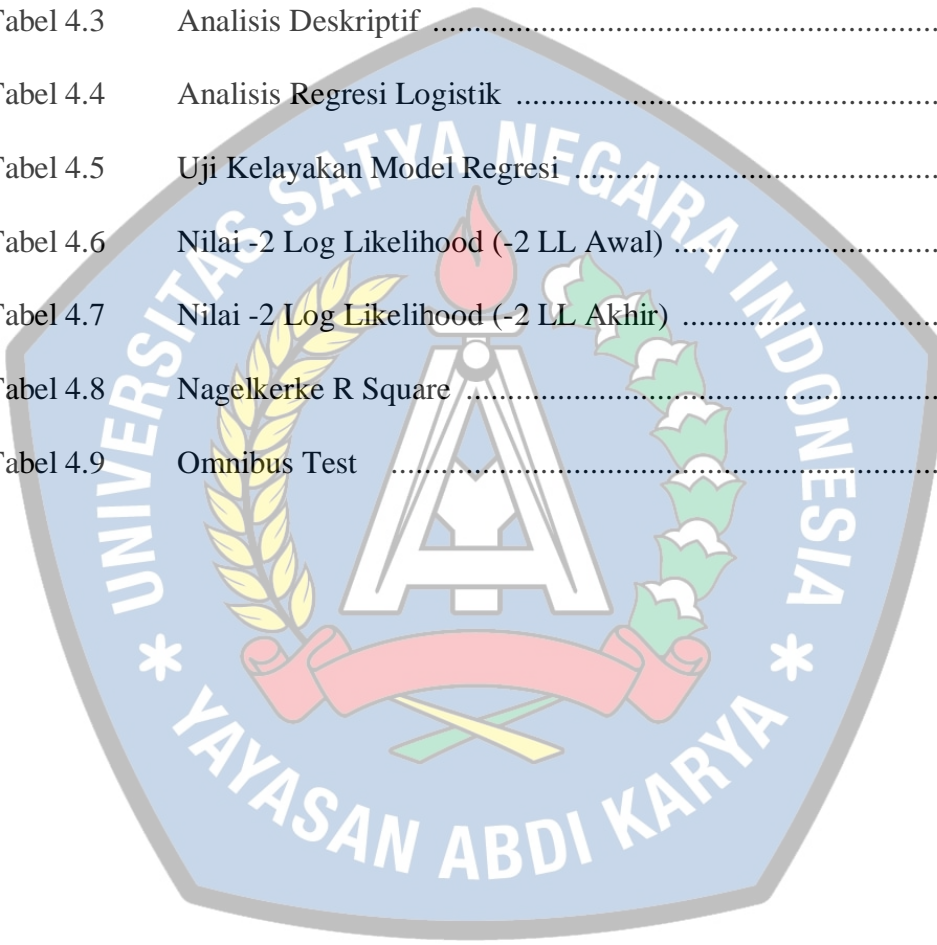 Tabel 4.3 Analisis Deskriptif ..........................................................
Tabel 4.4 Analisis Regresi Logistik ................................................
Tabel 4.5 Uji Kelayakan Model Regresi .........................................
Tabel 4.6 Nilai -2 Log Likelihood (-2 LL Awal) ..............................
Tabel 4.7 Nilai -2 Log Likelihood (-2 LL Akhir) .............................
Tabel 4.8 Nagelkerke R Square ......................................................
Tabel 4.9 Omnibus Test ...............................................................
UNIVERSITAS SATYA NEGARA INDONESIA
* YAYASAN ABDI KARYA *